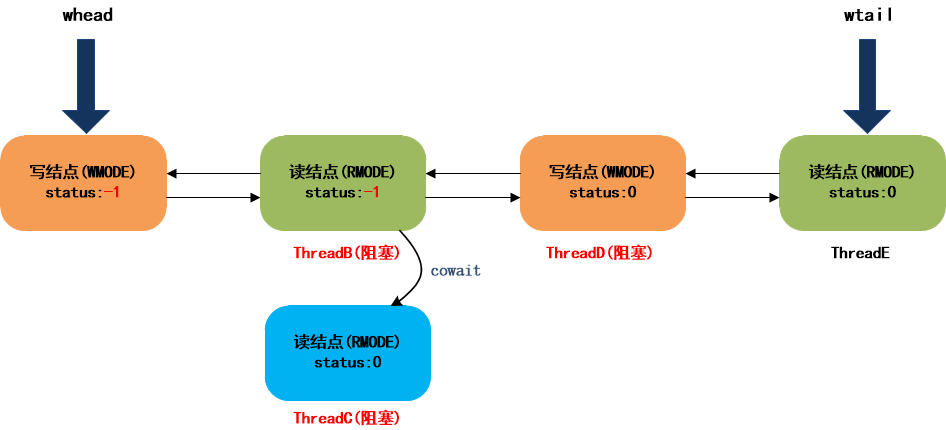 whead
wtail
写结点(WMODE)
status:-1
读结点(RMODE)
status:-1
写结点(WMODE)
status:0
读结点(RMODE)
status:0
ThreadB(阻塞)
ThreadD(阻塞)
ThreadE
cowait
读结点(RMODE)
status:0
ThreadC(阻塞)